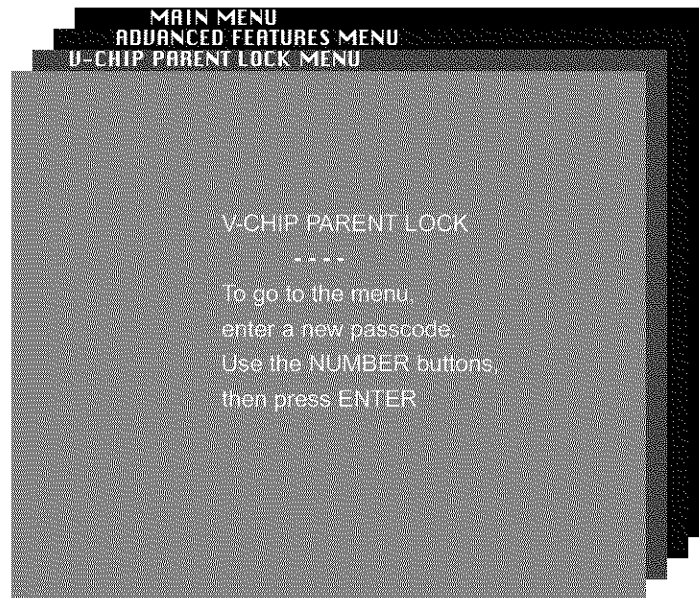 MAIN MENU
ADVANCED FEATURES MENU
V-CHIP PARENT LOCK MENU
V-CHIP PARENT LOCK
- - - -
To go to the menu,
enter a new passcode.
Use the NUMBER buttons,
then press ENTER